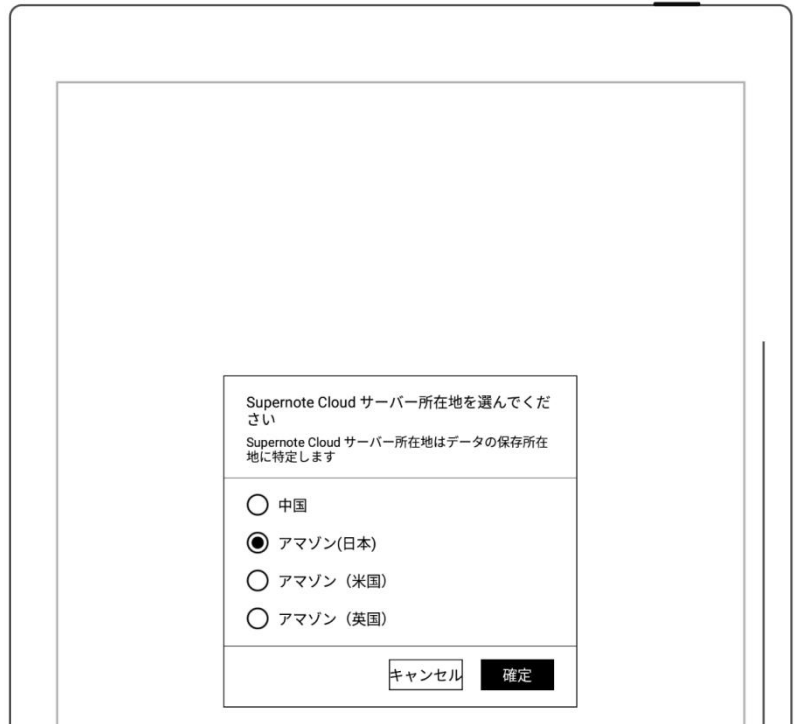 Supernote Cloud サーバー所在地を選んでくだ
さい
Supernote Cloud サーバー所在地はデータの保存所在
地に特定します
中国
アマゾン(日本)
アマゾン（米国）
アマゾン（英国）
キャンセル 確定